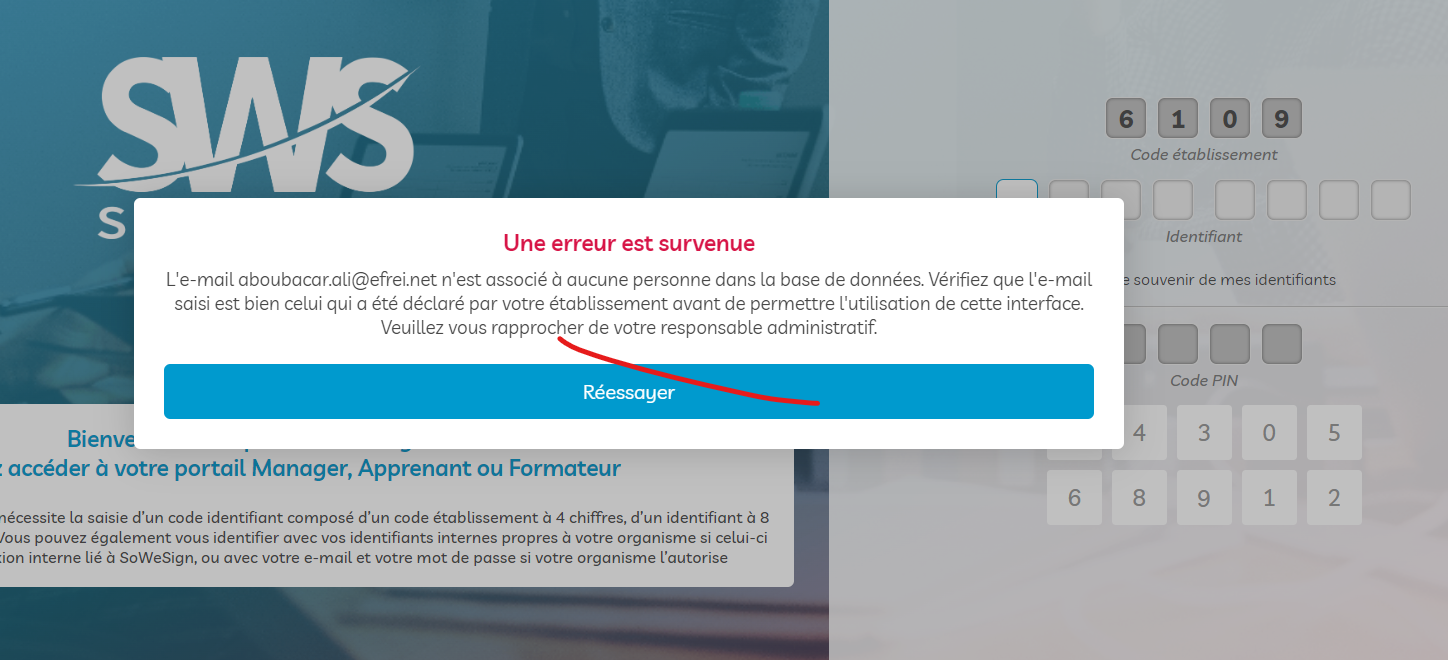 SWS
S
6 1 0 9
Code établissement
Identifiant
souvenir de mes identifiants
Une erreur est survenue
L'e-mail aboubacar.ali@efrei.net n'est associé à aucune personne dans la base de données. Vérifiez que l'e-mail
saisi est bien celui qui a été déclaré par votre établissement avant de permettre l'utilisation de cette interface.
Veuillez vous rapprocher de votre responsable administratif.
Réessayer
Code PIN
4 3 0 5
6 8 9 1 2
Bienve
accéder à votre portail Manager, Apprenant ou Formateur
nécessite la saisie d'un code identifiant composé d'un code établissement à 4 chiffres, d'un identifiant à 8
Vous pouvez également vous identifier avec vos identifiants internes propres à votre organisme si celui-ci
xion interne lié à SoWeSign, ou avec votre e-mail et votre mot de passe si votre organisme l'autorise